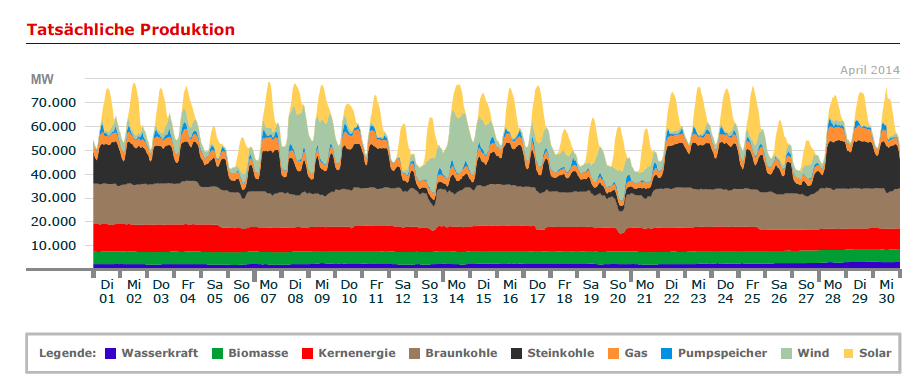 Tatsächliche Produktion
MW
April 2014
70.000
60.000
50.000
40.000
30.000
20.000
10.000
Di Mi Do Fr Sa So Mo Di Mi Do Fr Sa So Mo Di Mi Do Fr Sa So Mo Di Mi Do Fr Sa So Mo Di Mi
01 02 03 04 05 06 07 08 09 10 11 12 13 14 15 16 17 18 19 20 21 22 23 24 25 26 27 28 29 30
Legende: Wasserkraft Biomasse Kernenergie Braunkohle Steinkohle Gas Pumpspeicher Wind Solar